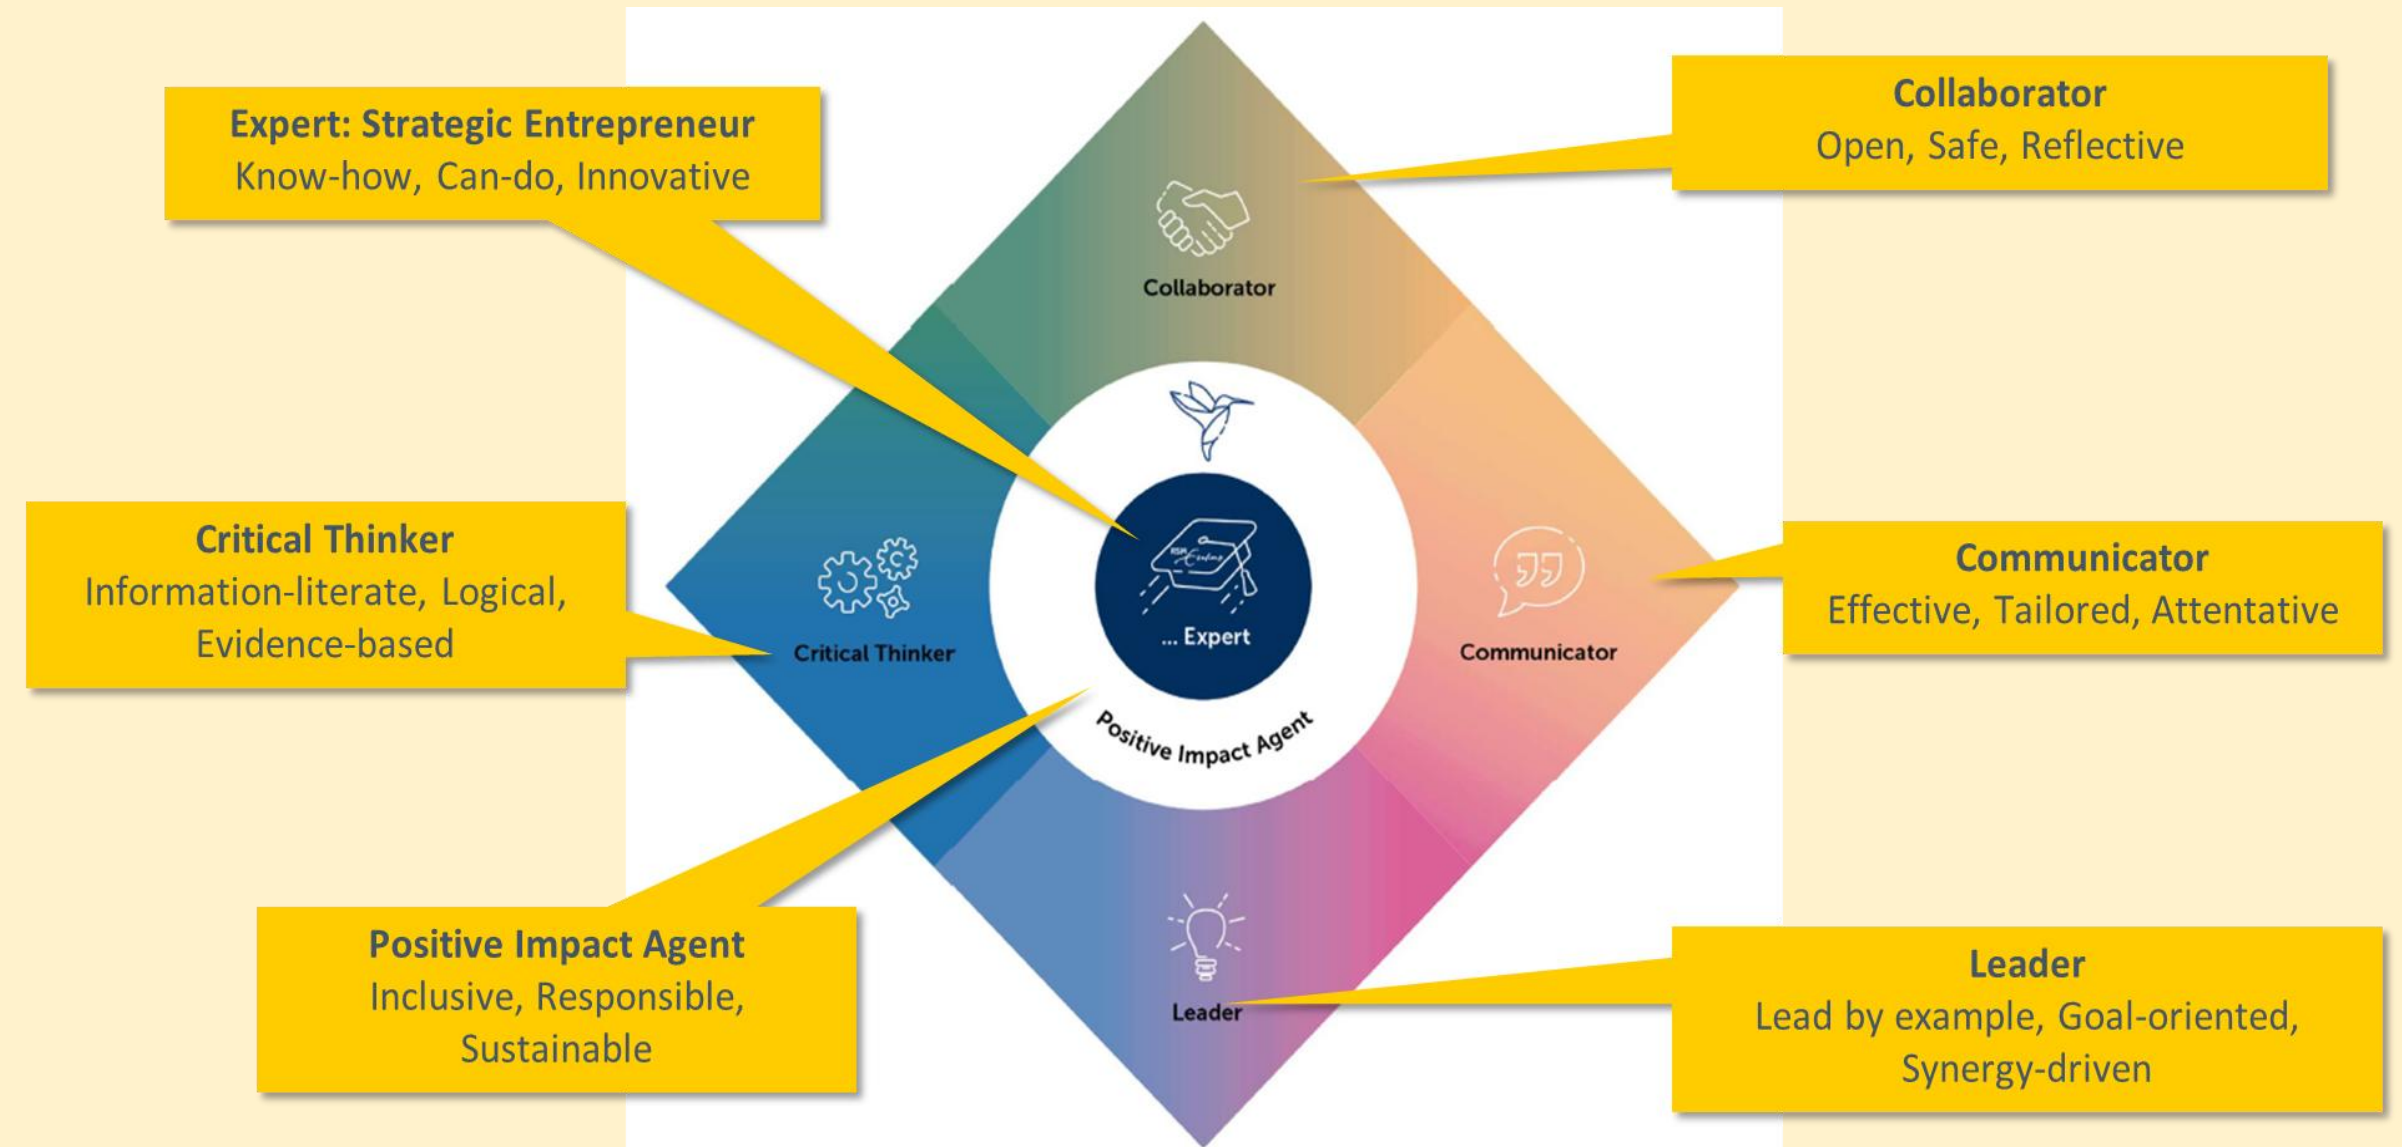 Expert: Strategic Entrepreneur
Know-how, Can-do, Innovative
Collaborator
Open, Safe, Reflective
Collaborator
Critical Thinker
Information-literate, Logical,
Evidence-based
Critical Thinker
RSM
Erasmus
... Expert
Positive Impact Agent
Communicator
Communicator
Effective, Tailored, Attentative
Positive Impact Agent
Inclusive, Responsible,
Sustainable
Leader
Leader
Lead by example, Goal-oriented,
Synergy-driven